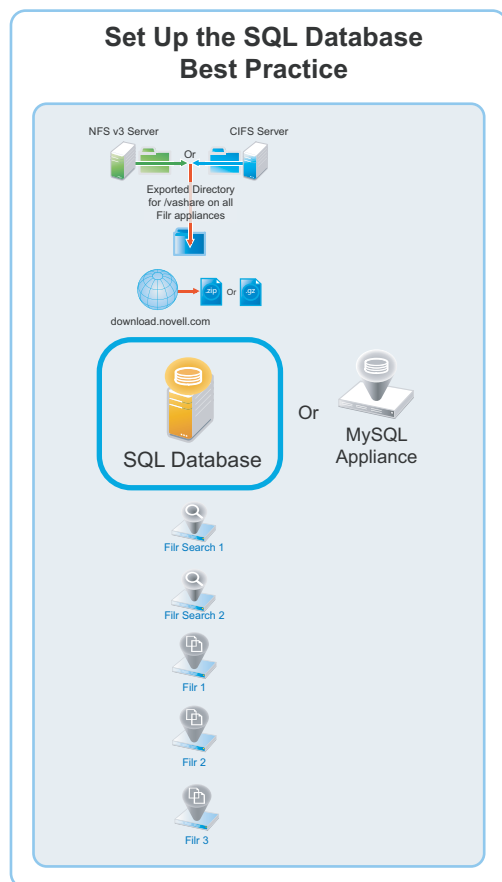 Set Up the SQL Database
Best Practice
NFS v3 Server
CIFS Server
Or
Exported Directory
for /vashare on all
Filr appliances
.zip
Or
.gz
download.novell.com
SQL Database
Or
MySQL
Appliance
Filr Search 1
Filr Search 2
Filr 1
Filr 2
Filr 3